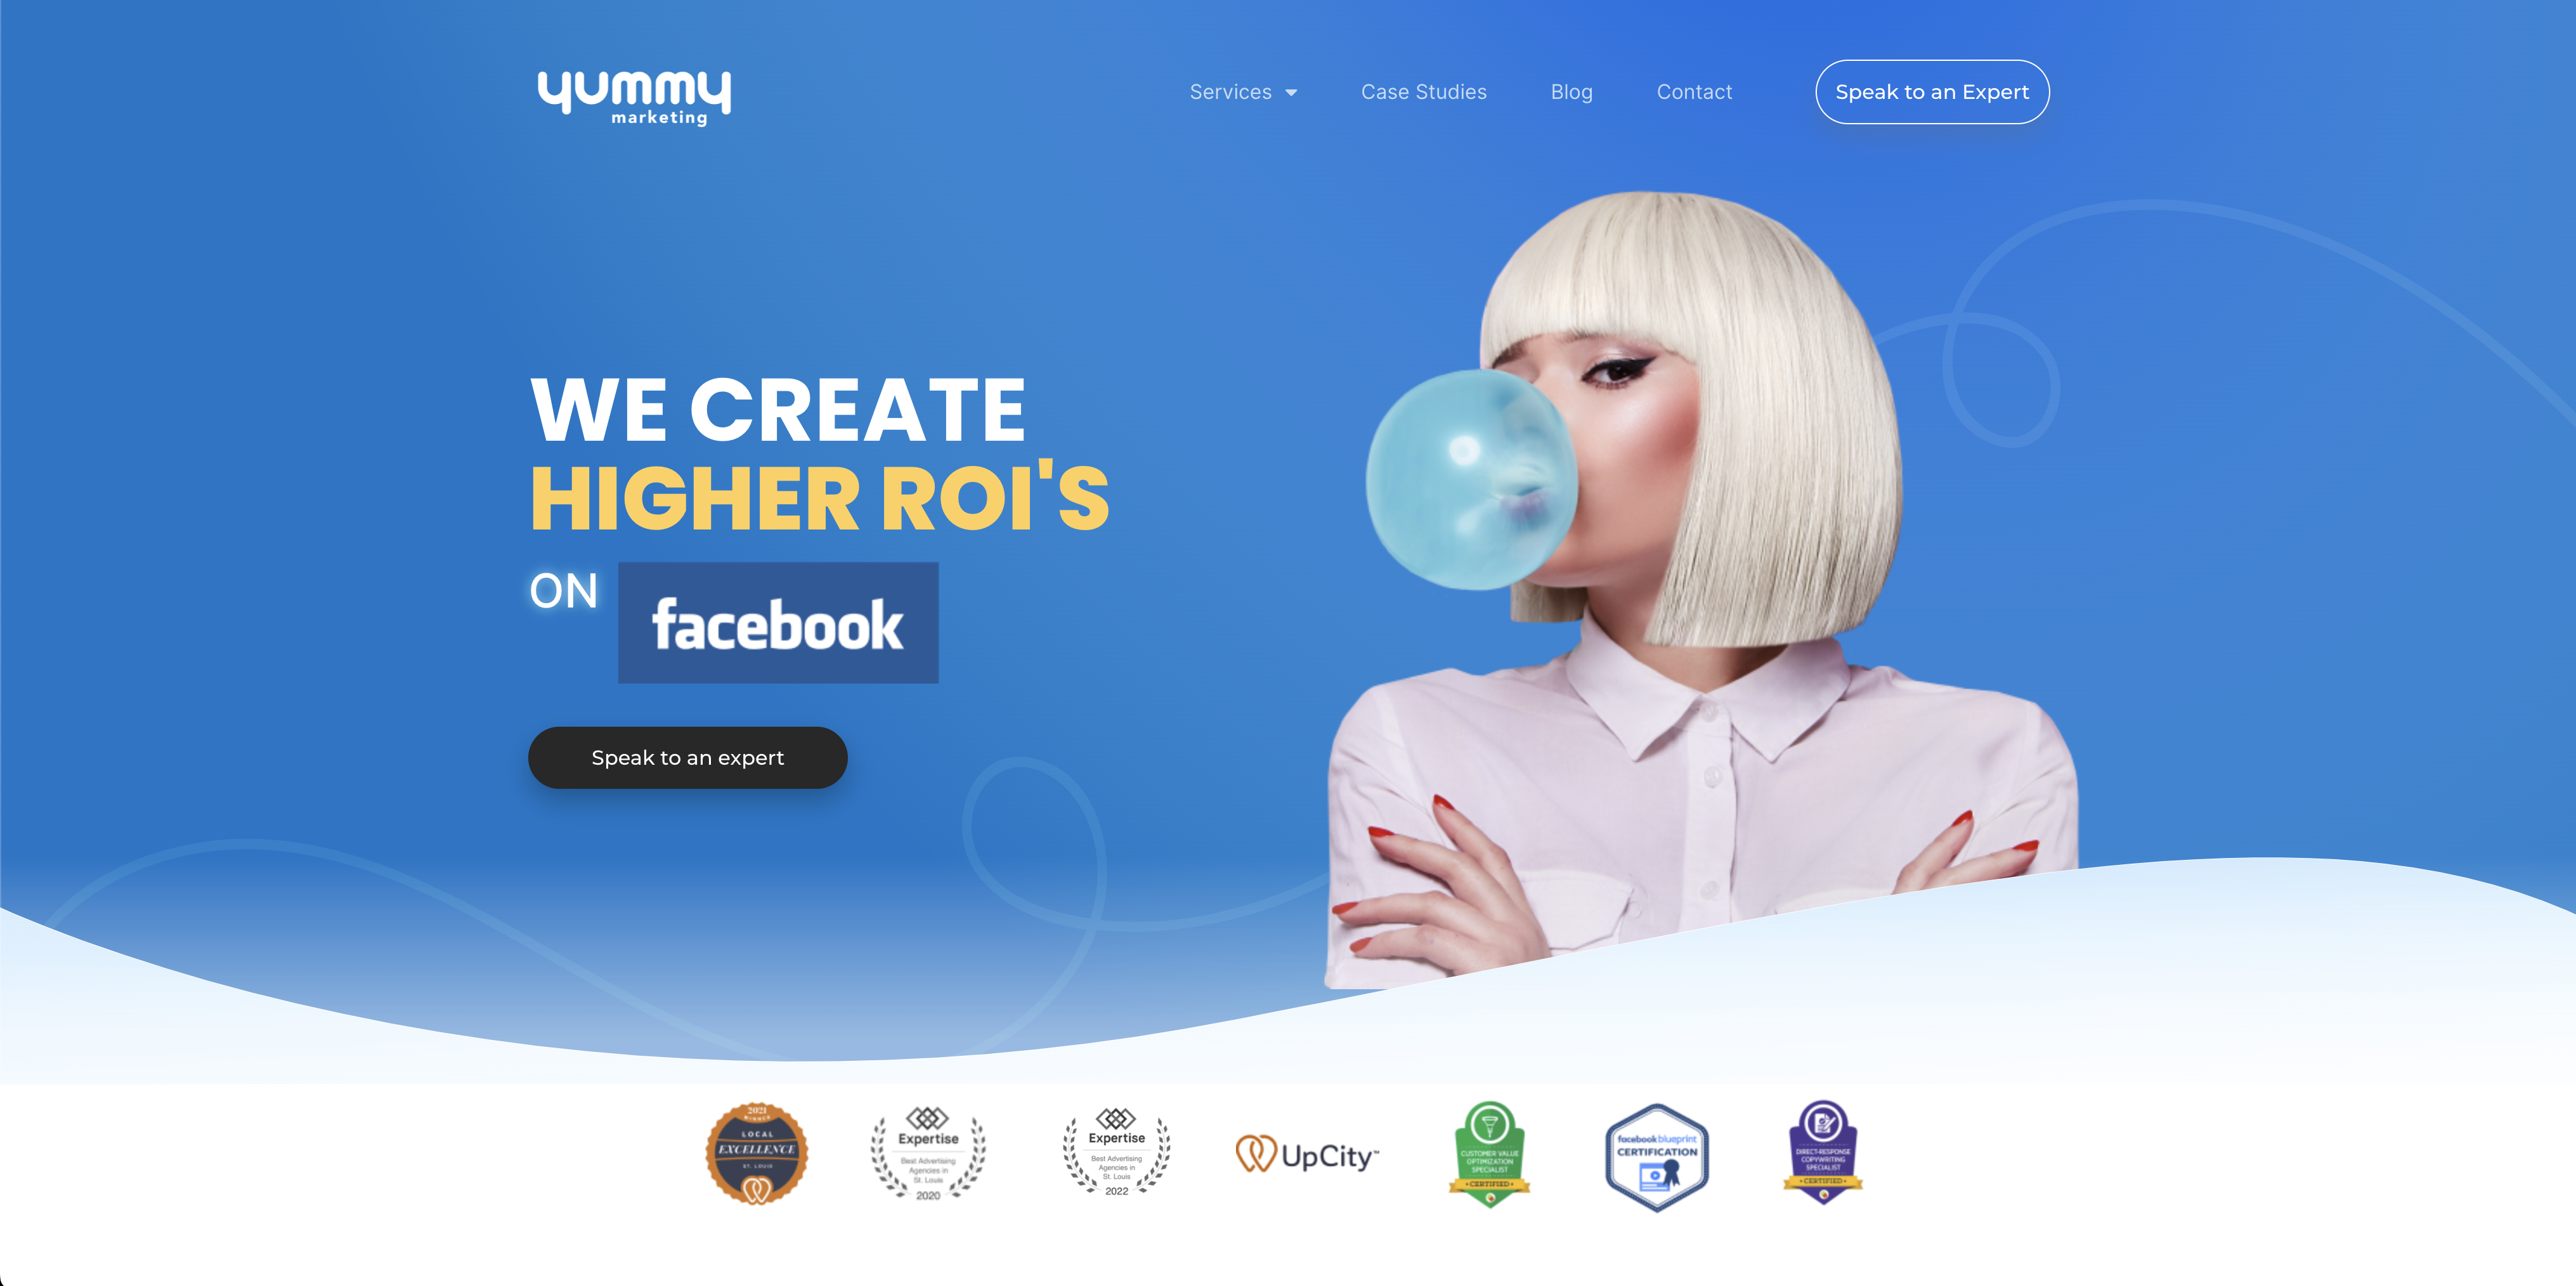 yummy
marketing
Services
Case Studies
Blog
Contact
Speak to an Expert
WE CREATE
HIGHER ROI'S
ON
facebook
Speak to an expert
2021
WINNER
LOCAL
EXCELLENCE
ST. LOUIS
Expertise
Best Advertising
Agencies in
St. Louis
2020
Expertise
Best Advertising
Agencies in
St. Louis
2022
UpCity™
CUSTOMER VALUE
OPTIMIZATION
SPECIALIST
• CERTIFIED •
facebook blueprint
CERTIFICATION
DIRECT-RESPONSE
COPYWRITING
SPECIALIST
• CERTIFIED •